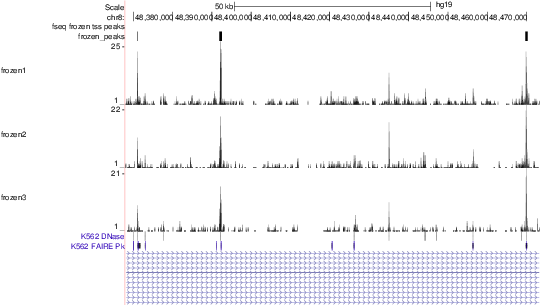 Scale 50 kb hg19
chr8: 48,380,000 48,390,000 48,400,000 48,410,000 48,420,000 48,430,000 48,440,000 48,450,000 48,460,000 48,470,000
fseq frozen tss peaks
frozen_peaks
25
frozen1
1
22
frozen2
1
21
frozen3
1
K562 DNase
K562 FAIRE Pk